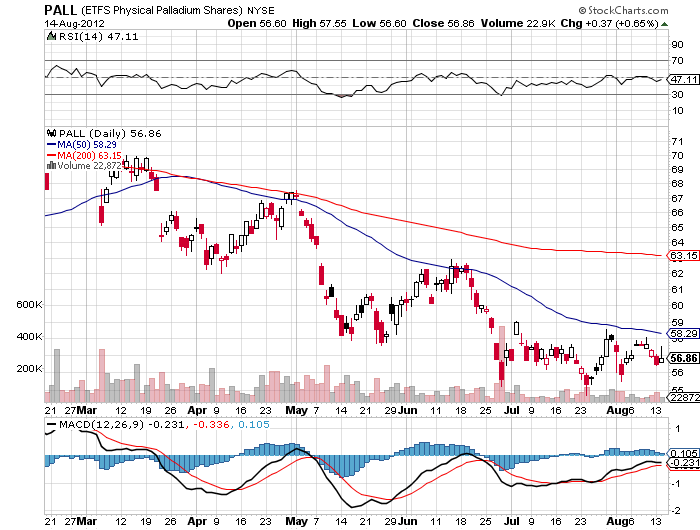 PALL (ETFS Physical Palladium Shares) NYSE © StockCharts.com
14-Aug-2012 Open 56.60 High 57.55 Low 56.60 Close 56.86 Volume 22.9K Chg +0.37 (+0.65%)
RSI(14) 47.11
90
70
47.11
30
10
PALL (Daily) 56.86
MA(50) 58.29
MA(200) 63.15
Volume 22,872
71
70
69
68
67
66
65
64
63.15
62
61
600K 60
59
400K 58.29
56.86
200K 56
55
22872
21 27 Mar 12 19 26 Apr 9 16 23 May 7 14 21 29 Jun 11 18 25 Jul 9 16 23 30 Aug 6 13
MACD(12,26,9) -0.231, -0.336, 0.105
1
0.105
-0.231
-1
-2
21 27 Mar 12 19 26 Apr 9 16 23 May 7 14 21 29 Jun 11 18 25 Jul 9 16 23 Aug 6 13